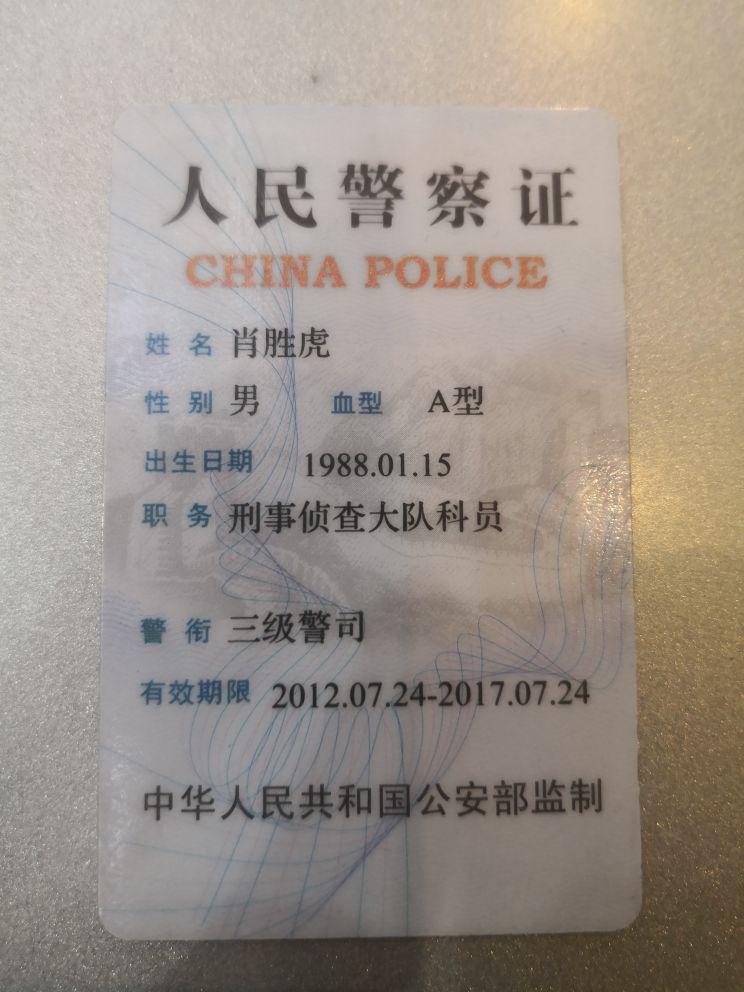 人民警察证
CHINA POLICE
姓名 肖胜虎
性别 男 血型 A型
出生日期 1988.01.15
职务 刑事侦查大队科员
警衔 三级警司
有效期限 2012.07.24-2017.07.24
中华人民共和国公安部监制